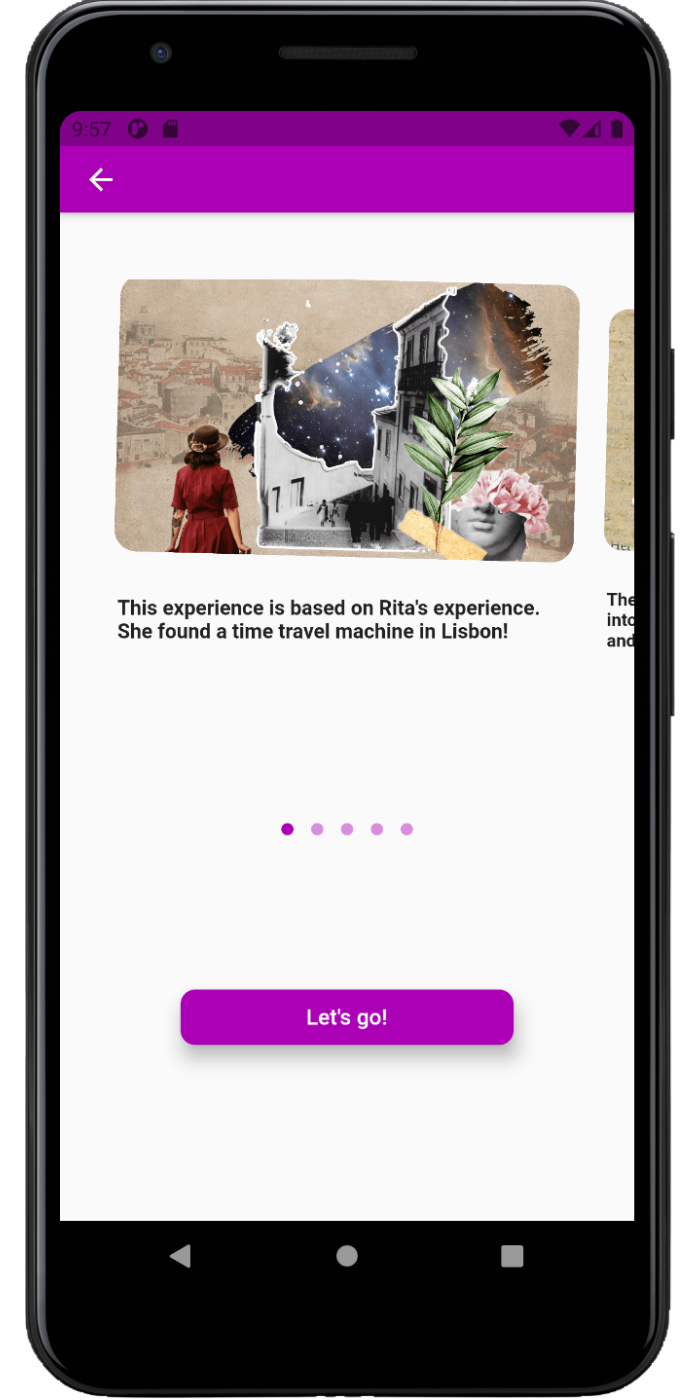 9:57
This experience is based on Rita's experience.
She found a time travel machine in Lisbon!
The
into
and
Let's go!